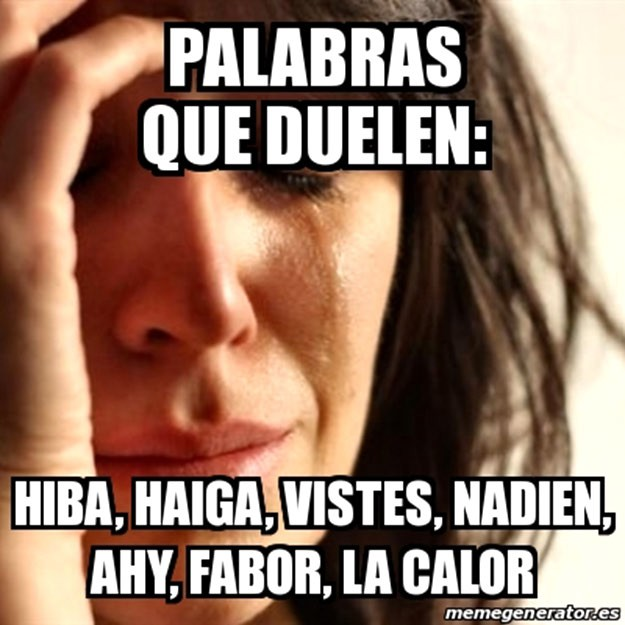 PALABRAS
QUE DUELEN:
HIBA, HAIGA, VISTES, NADIEN,
AHY, FABOR, LA CALOR
memegenerator.es